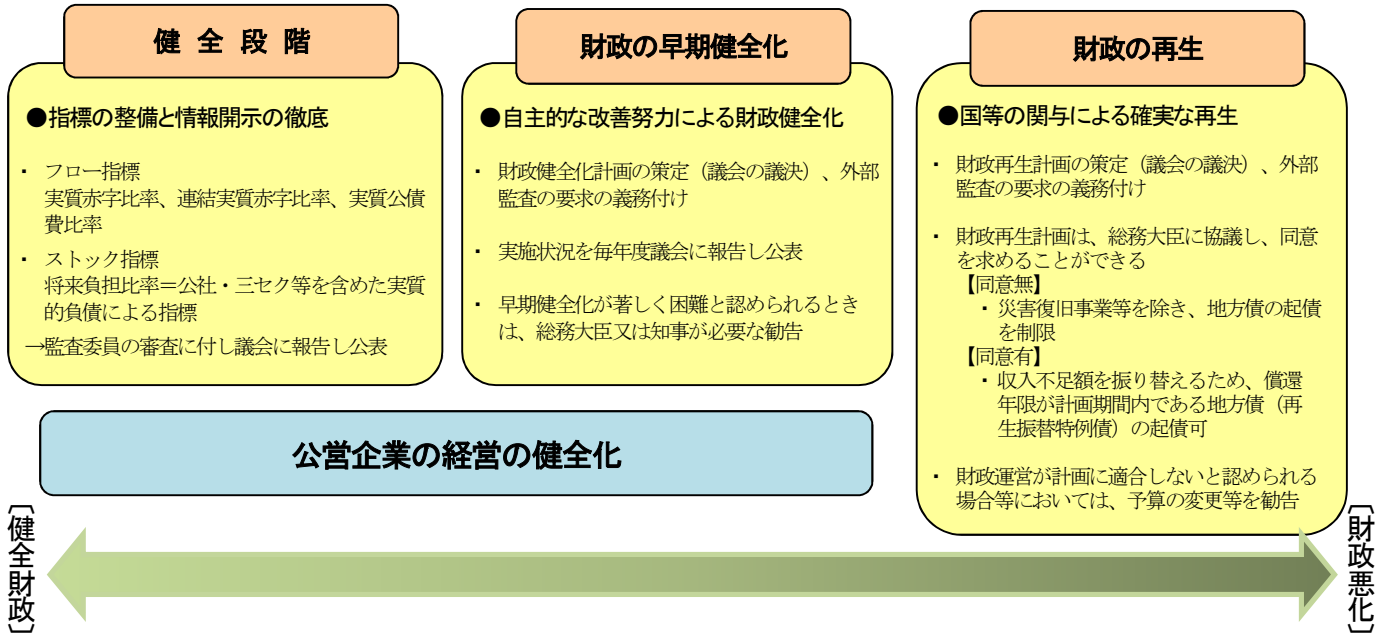 健 全 段 階
●指標の整備と情報開示の徹底
・ フロー指標
実質赤字比率、連結実質赤字比率、実質公債
費比率
・ ストック指標
将来負担比率＝公社・三セク等を含めた実質
的負債による指標
→監査委員の審査に付し議会に報告し公表
財政の早期健全化
●自主的な改善努力による財政健全化
・ 財政健全化計画の策定（議会の議決）、外部
監査の要求の義務付け
・ 実施状況を毎年度議会に報告し公表
・ 早期健全化が著しく困難と認められるとき
は、総務大臣又は知事が必要な勧告
財政の再生
●国等の関与による確実な再生
・ 財政再生計画の策定（議会の議決）、外部
監査の要求の義務付け
・ 財政再生計画は、総務大臣に協議し、同意
を求めることができる
【同意無】
・ 災害復旧事業等を除き、地方債の起債
を制限
【同意有】
・ 収入不足額を振り替えるため、償還
年限が計画期間内である地方債（再
生振替特例債）の起債可
・ 財政運営が計画に適合しないと認められる
場合等においては、予算の変更等を勧告
公営企業の経営の健全化
〔健全財政〕
〔財政悪化〕